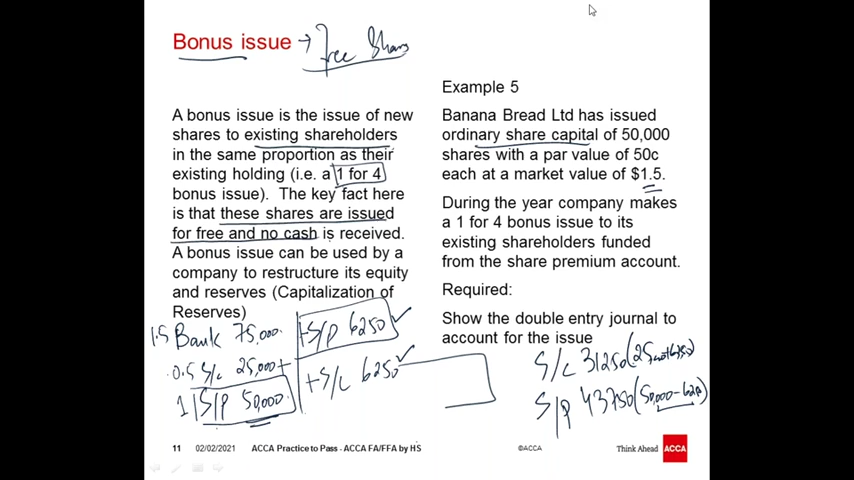 Bonus issue → Free Shares
A bonus issue is the issue of new
shares to existing shareholders
in the same proportion as their
existing holding (i.e. a 1 for 4
bonus issue). The key fact here
is that these shares are issued
for free and no cash is received.
A bonus issue can be used by a
company to restructure its equity
and reserves (Capitalization of
Reserves)
1.5 Bank 75,000.
0.5 S/c 25,000+
1 S/P 50,000.
+S/P 6250
+S/c 6250
Example 5
Banana Bread Ltd has issued
ordinary share capital of 50,000
shares with a par value of 50c
each at a market value of $1.5.
During the year company makes
a 1 for 4 bonus issue to its
existing shareholders funded
from the share premium account.
Required:
Show the double entry journal to
account for the issue
S/c 31250(25,000+6250)
S/P 43750(50,000-6250)
11 02/02/2021 ACCA Practice to Pass - ACCA FA/FFA by HS ©ACCA Think Ahead ACCA